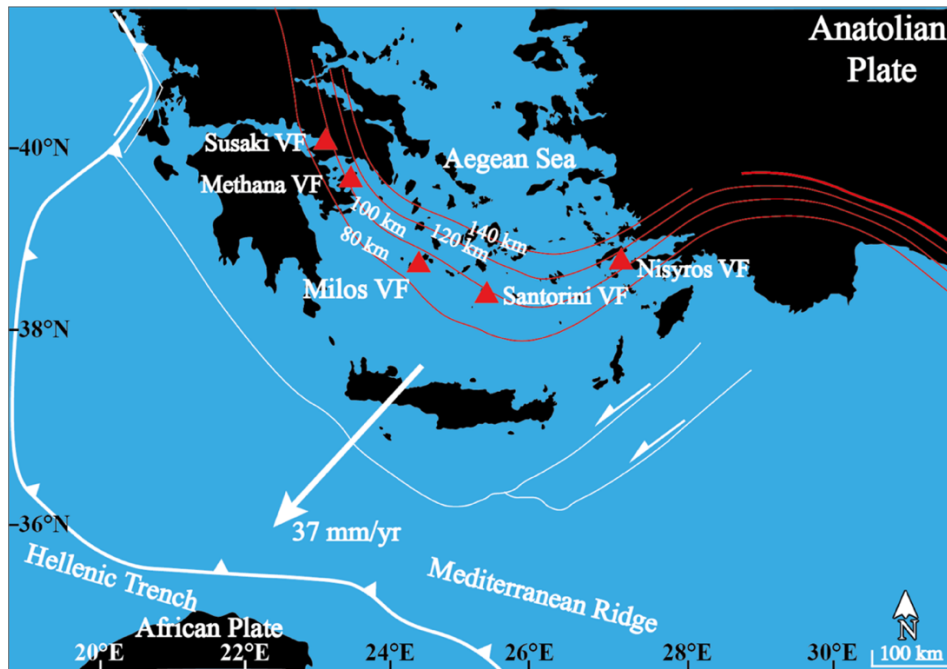 Anatolian
Plate
40°N
Susaki VF
Aegean Sea
Methana VF
100 km
120 km
140 km
80 km
Milos VF
Nisyros VF
Santorini VF
38°N
37 mm/yr
36°N
Hellenic Trench
Mediterranean Ridge
African Plate
N
20°E
22°E
24°E
26°E
28°E
30°E
100 km